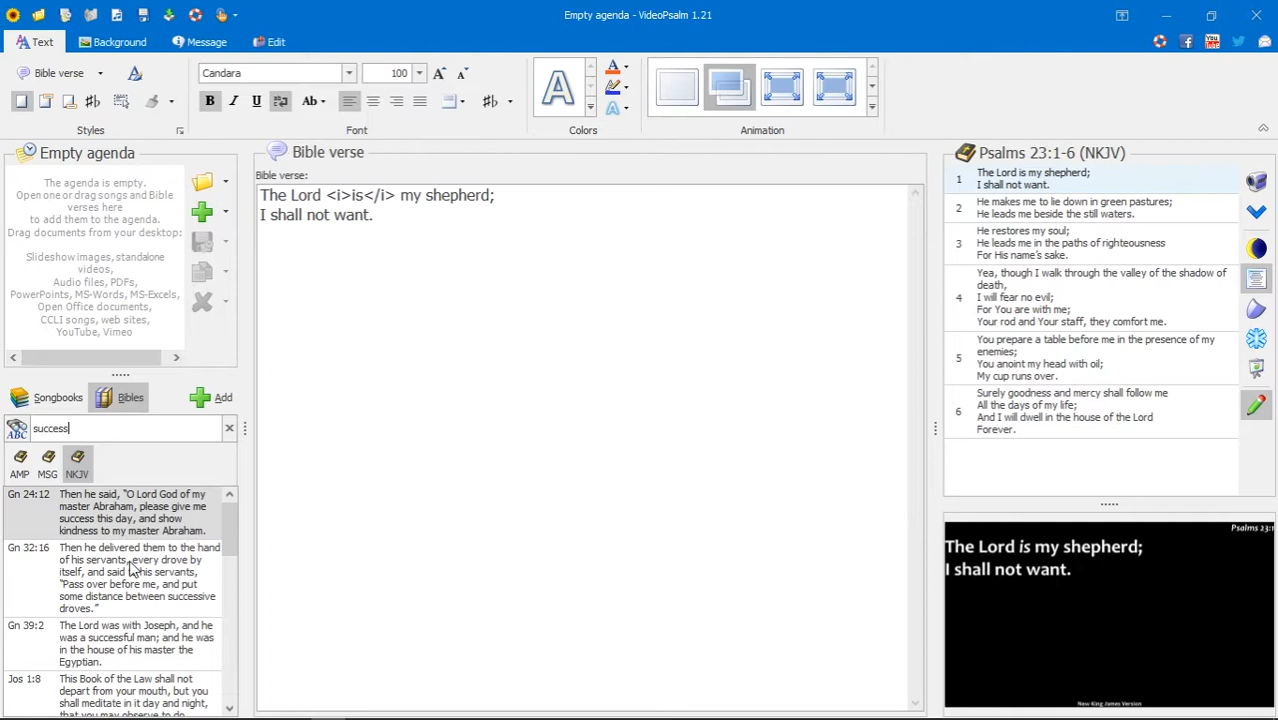 Empty agenda - VideoPsalm 1.21
Text
Background
Message
Edit
You
Tube
Bible verse
Candara
100
B I U abc Ab
Styles
Font
Colors
Animation
Empty agenda
The agenda is empty.
Open one or drag songs and Bible
verses here
to add them to the agenda.
Drag documents from your desktop:
Slideshow images, standalone
videos,
Audio files, PDFs,
PowerPoints, MS-Words, MS-Excels,
Open Office documents,
CCLI songs, web sites,
YouTube, Vimeo
Songbooks
Bibles
Add
ABC
success
AMP
MSG
NKJV
Gn 24:12
Then he said, "O Lord God of my
master Abraham, please give me
success this day, and show
kindness to my master Abraham.
Gn 32:16
Then he delivered them to the hand
of his servants, every drove by
itself, and said his servants,
"Pass over before me, and put
some distance between successive
droves."
Gn 39:2
The Lord was with Joseph, and he
was a successful man; and he was
in the house of his master the
Egyptian.
Jos 1:8
This Book of the Law shall not
depart from your mouth, but you
shall meditate in it day and night,
that you may observe to do
Bible verse
Bible verse:
The Lord <i>is</i> my shepherd;
I shall not want.
Psalms 23:1-6 (NKJV)
1
The Lord is my shepherd;
I shall not want.
2
He makes me to lie down in green pastures;
He leads me beside the still waters.
3
He restores my soul;
He leads me in the paths of righteousness
For His name's sake.
4
Yea, though I walk through the valley of the shadow of
death,
I will fear no evil;
For You are with me;
Your rod and Your staff, they comfort me.
5
You prepare a table before me in the presence of my
enemies;
You anoint my head with oil;
My cup runs over.
6
Surely goodness and mercy shall follow me
All the days of my life;
And I will dwell in the house of the Lord
Forever.
Psalms 23:1
The Lord is my shepherd;
I shall not want.
New King James Version